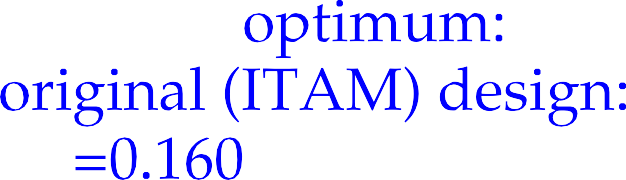 optimum:
original (ITAM) design:
=0.160